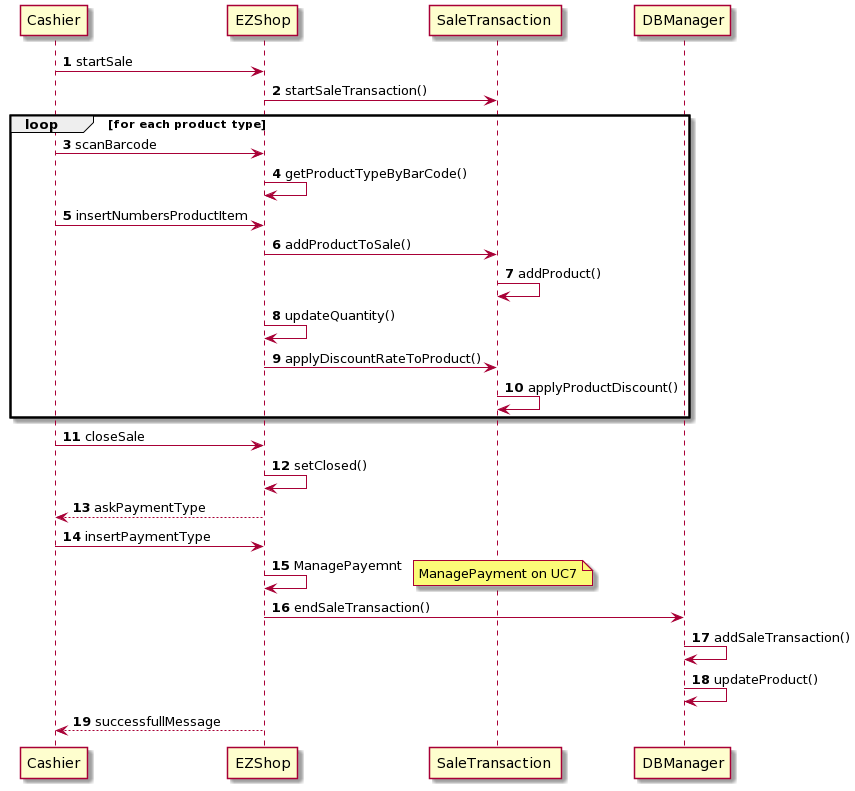 Cashier EZShop SaleTransaction DBManager
1 startSale
2 startSaleTransaction()
loop [for each product type]
3 scanBarcode
4 getProductTypeByBarCode()
5 insertNumbersProductItem
6 addProductToSale()
7 addProduct()
8 updateQuantity()
9 applyDiscountRateToProduct()
10 applyProductDiscount()
11 closeSale
12 setClosed()
13 askPaymentType
14 insertPaymentType
15 ManagePayemnt ManagePayment on UC7
16 endSaleTransaction()
17 addSaleTransaction()
18 updateProduct()
19 successfullMessage
Cashier EZShop SaleTransaction DBManager